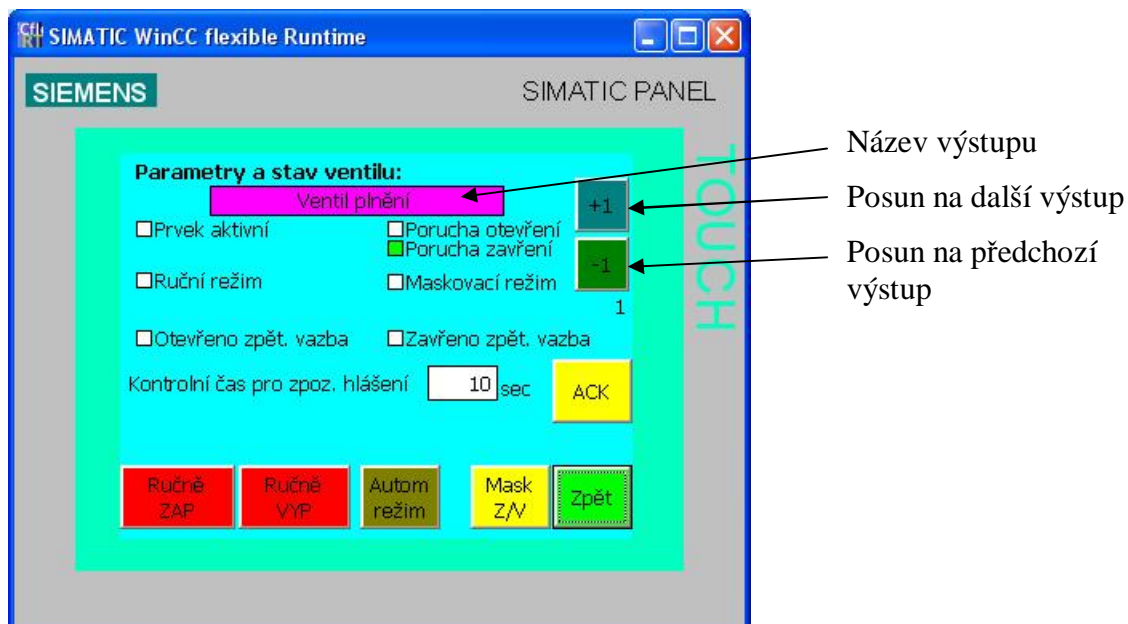 SIMATIC WinCC flexible Runtime
SIEMENS
SIMATIC PANEL
TOUCH
Parametry a stav ventilu:
Ventil plnění
+1
Prvek aktivní
Porucha otevření
Porucha zavření
-1
Ruční režim
Maskovací režim
1
Otevřeno zpět. vazba
Zavřeno zpět. vazba
Kontrolní čas pro zpoz. hlášení
10
sec
ACK
Ručně
ZAP
Ručně
VYP
Autom
režim
Mask
Z/V
Zpět
Název výstupu
Posun na další výstup
Posun na předchozí
výstup